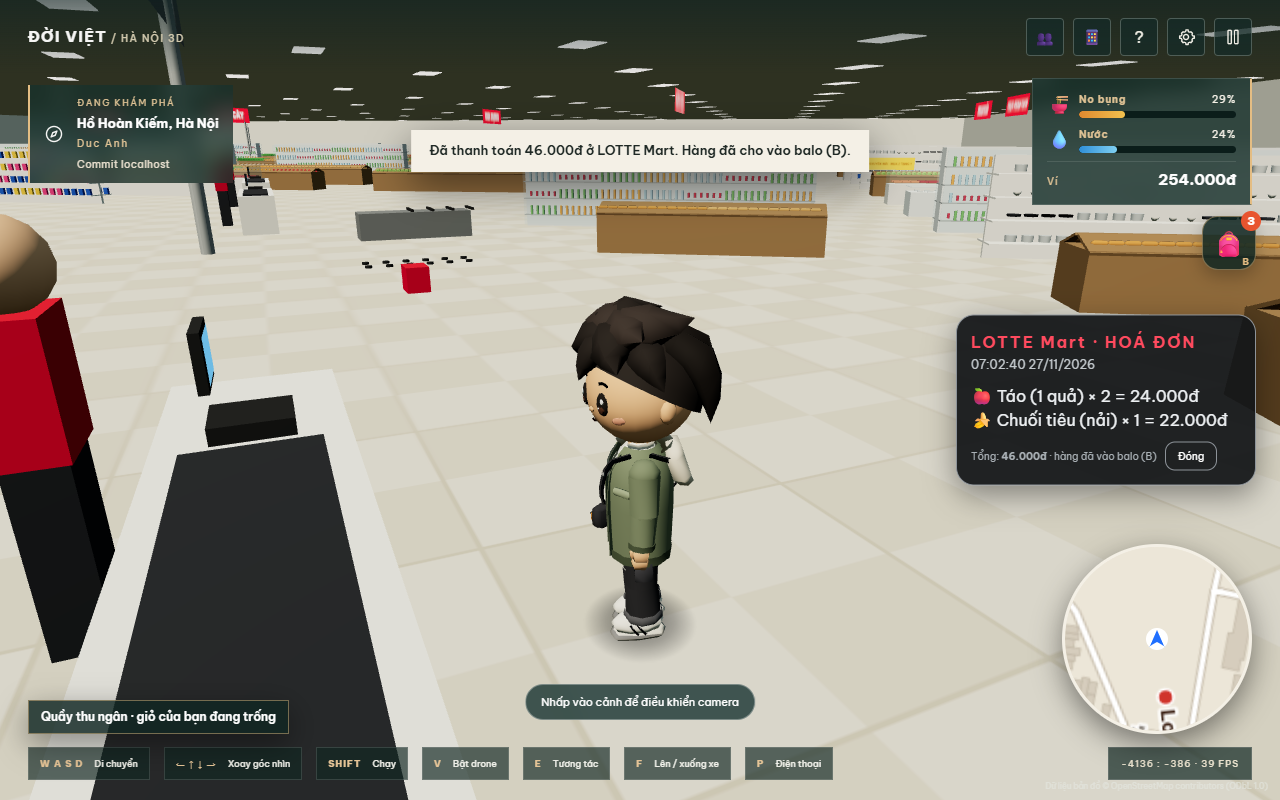 ĐỜI VIỆT / HÀ NỘI 3D
?
ĐANG KHÁM PHÁ
Hồ Hoàn Kiếm, Hà Nội
Duc Anh
Commit localhost
Đã thanh toán 46.000đ ở LOTTE Mart. Hàng đã cho vào balo (B).
No bụng 29%
Nước 24%
Ví 254.000đ
3
B
LOTTE Mart · HOÁ ĐƠN
07:02:40 27/11/2026
Táo (1 quả) × 2 = 24.000đ
Chuối tiêu (nải) × 1 = 22.000đ
Tổng: 46.000đ · hàng đã vào balo (B) Đóng
Nhấp vào cảnh để điều khiển camera
Quầy thu ngân · giỏ của bạn đang trống
W A S D Di chuyển
←↑↓→ Xoay góc nhìn
SHIFT Chạy
V Bật drone
E Tương tác
F Lên / xuống xe
P Điện thoại
-4136 : -386 · 39 FPS